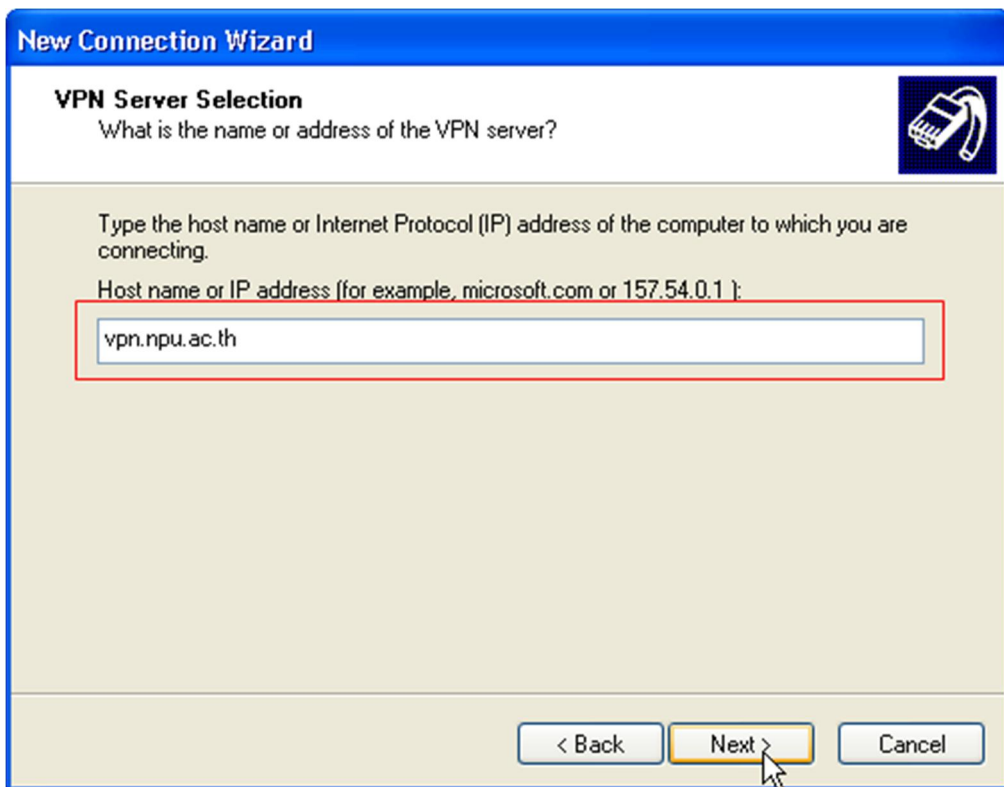 New Connection Wizard
VPN Server Selection
What is the name or address of the VPN server?
Type the host name or Internet Protocol (IP) address of the computer to which you are
connecting.
Host name or IP address (for example, microsoft.com or 157.54.0.1 ):
vpn.npu.ac.th
< Back
Next >
Cancel